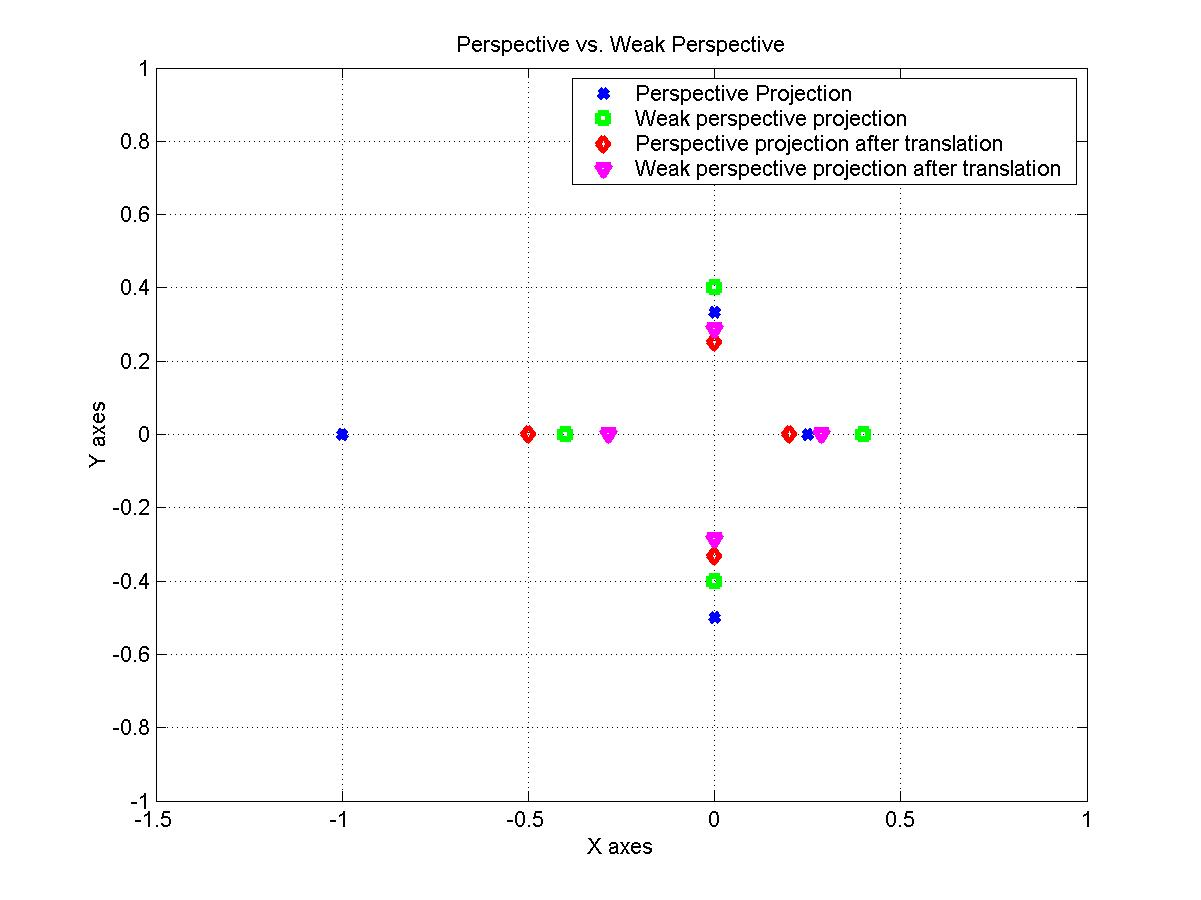 Perspective vs. Weak Perspective
1
Perspective Projection
Weak perspective projection
0.8
Perspective projection after translation
Weak perspective projection after translation
0.6
0.4
0.2
0
Y axes
-0.2
-0.4
-0.6
-0.8
-1
-1.5 -1 -0.5 0 0.5 1
X axes